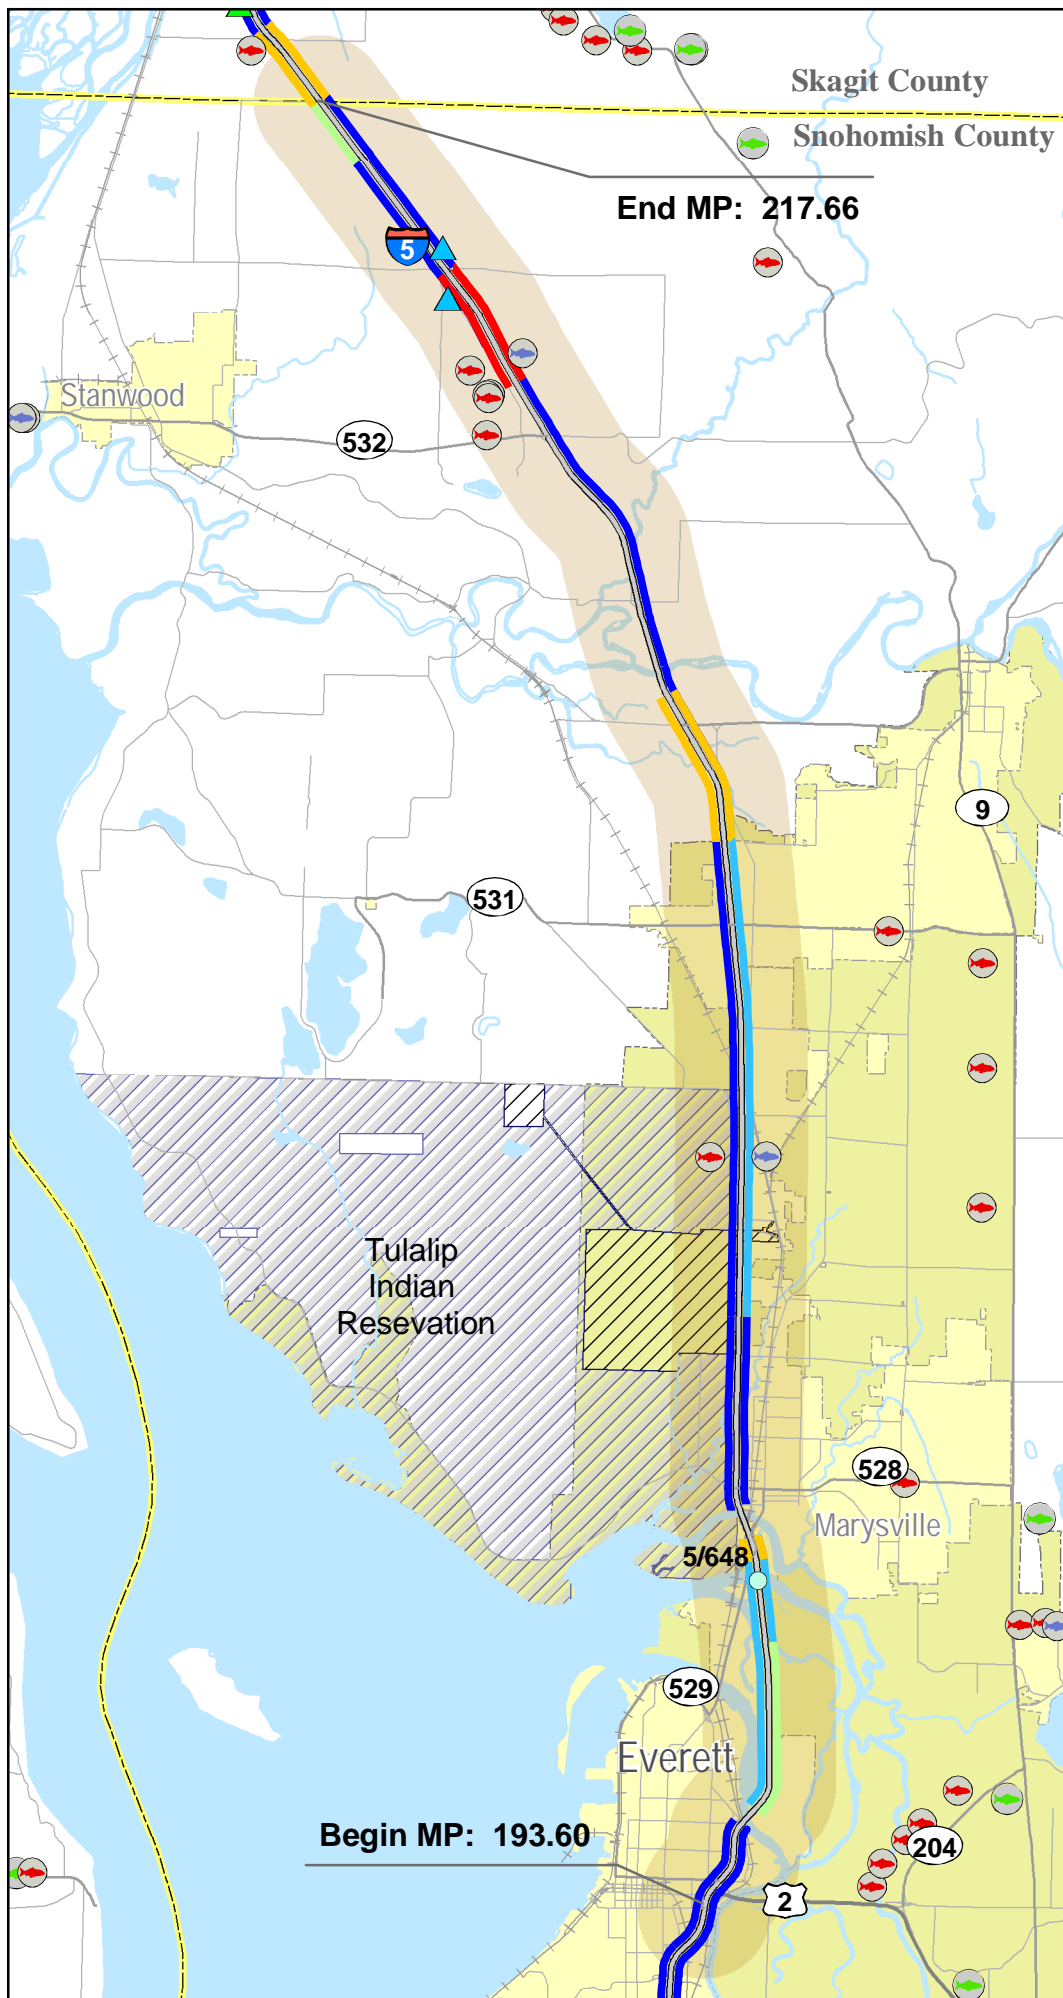 Skagit County
Snohomish County
End MP: 217.66
5
Stanwood
532
9
531
Tulalip
Indian
Resevation
528
Marysville
5/648
529
Everett
Begin MP: 193.60
204
2